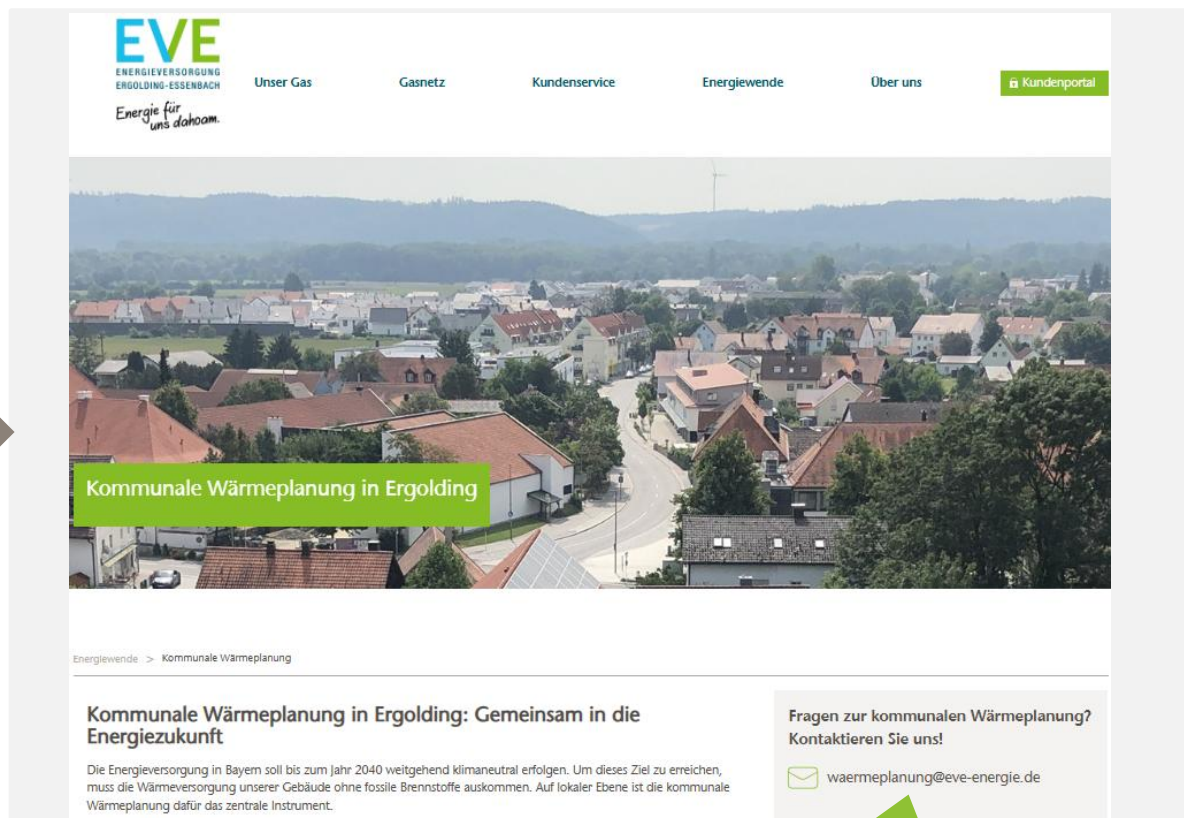 EVE
ENERGIEVERSORGUNG
ERGOLDING-ESSENBACH
Energie für
uns dahoam.
Unser Gas
Gasnetz
Kundenservice
Energiewende
Über uns
Kundenportal
Kommunale Wärmeplanung in Ergolding
Energiewende > Kommunale Wärmeplanung
Kommunale Wärmeplanung in Ergolding: Gemeinsam in die
Energiezukunft
Die Energieversorgung in Bayern soll bis zum Jahr 2040 weitgehend klimaneutral erfolgen. Um dieses Ziel zu erreichen,
muss die Wärmeversorgung unserer Gebäude ohne fossile Brennstoffe auskommen. Auf lokaler Ebene ist die kommunale
Wärmeplanung dafür das zentrale Instrument.
Fragen zur kommunalen Wärmeplanung?
Kontaktieren Sie uns!
waermeplanung@eve-energie.de